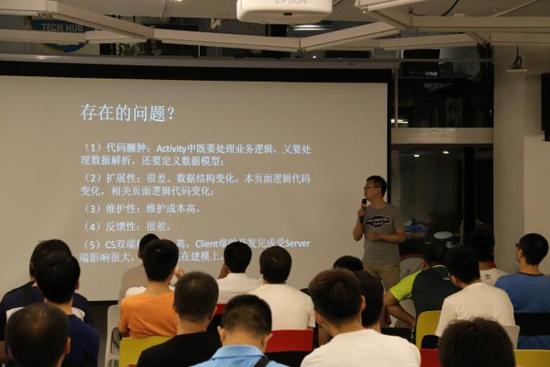 EPSON
TECH HUB
存在的问题？
（1）代码臃肿：Activity中既要处理业务逻辑，又要处
理数据解析，还要定义数据模型；
（2）扩展性：很差、数据结构变化，本页面逻辑代码
变化，相关页面逻辑代码变化；
（3）维护性：维护成本高，
（4）反馈性：很差，
（5）CS双端 高，Client端的开发完成受Server
端影响很大， 在建模上